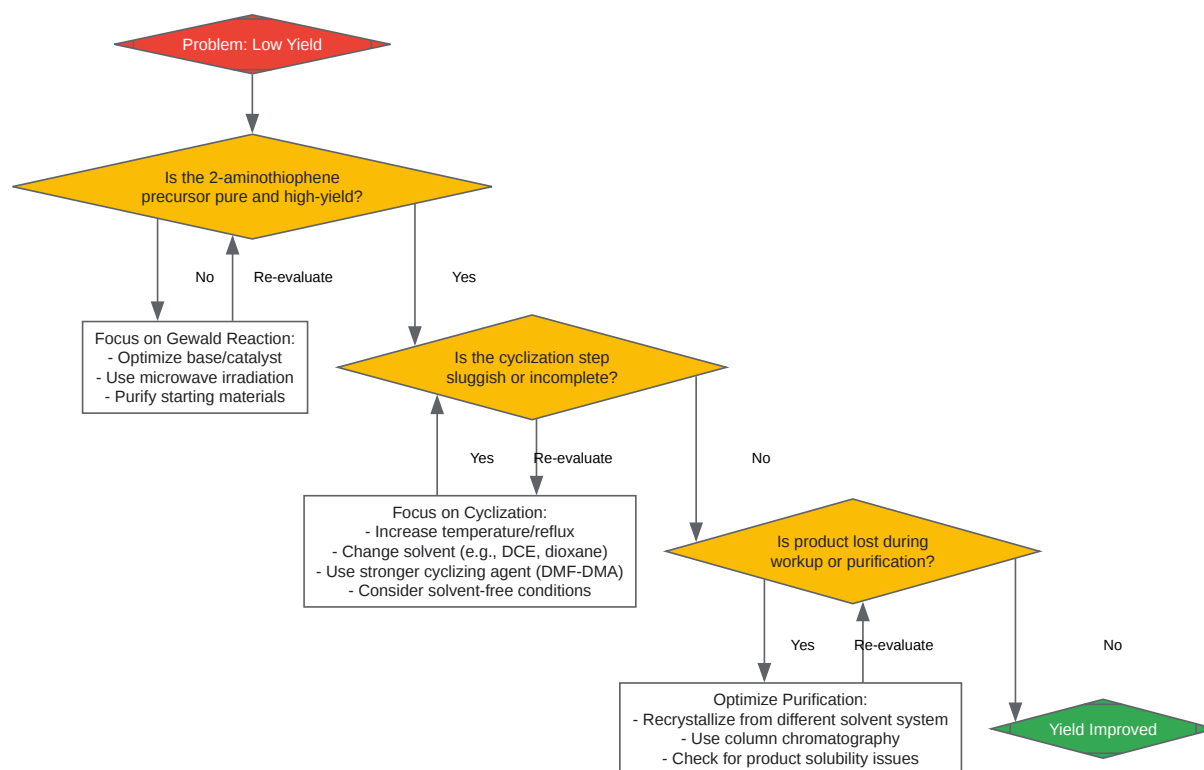 Problem: Low Yield
Is the 2-aminothiophene
precursor pure and high-yield?
No
Re-evaluate
Yes
Focus on Gewald Reaction:
- Optimize base/catalyst
- Use microwave irradiation
- Purify starting materials
Is the cyclization step
sluggish or incomplete?
Yes
Re-evaluate
No
Focus on Cyclization:
- Increase temperature/reflux
- Change solvent (e.g., DCE, dioxane)
- Use stronger cyclizing agent (DMF-DMA)
- Consider solvent-free conditions
Is product lost during
workup or purification?
Yes
Re-evaluate
No
Optimize Purification:
- Recrystallize from different solvent system
- Use column chromatography
- Check for product solubility issues
Yield Improved